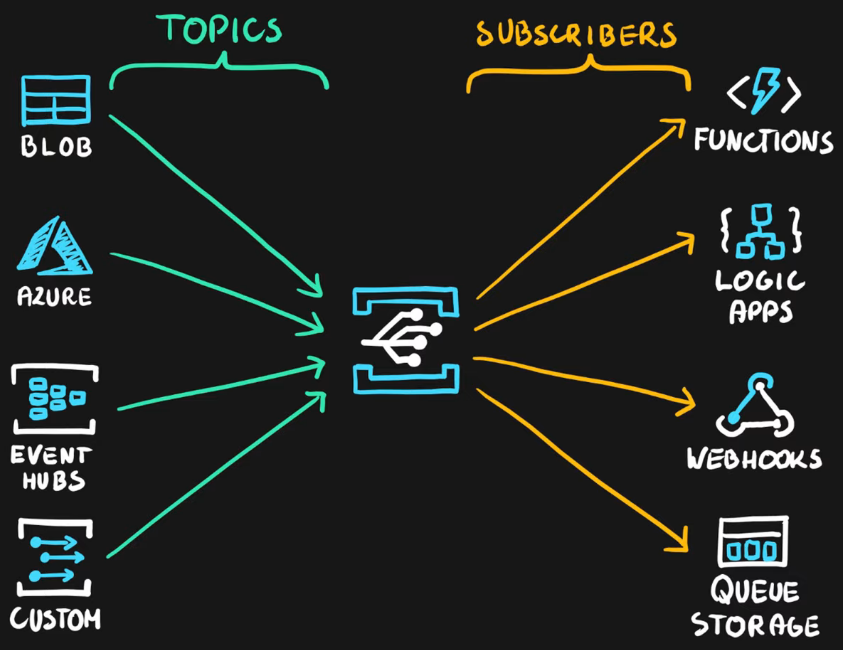 TOPICS
SUBSCRIBERS
BLOB
AZURE
EVENT
HUBS
CUSTOM
FUNCTIONS
LOGIC
APPS
WEBHOOKS
QUEUE
STORAGE